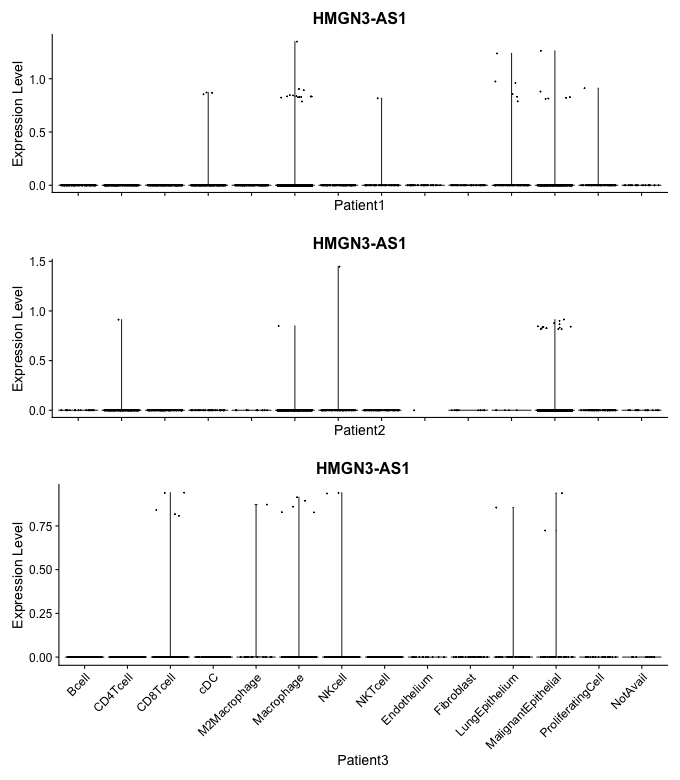 HMGN3-AS1
Expression Level
1.0
0.5
0.0
Patient1
HMGN3-AS1
Expression Level
1.5
1.0
0.5
0.0
Patient2
HMGN3-AS1
Expression Level
0.75
0.50
0.25
0.00
Bcell
CD4Tcell
CD8Tcell
cDC
M2Macrophage
Macrophage
NKcell
NKTcell
Endothelium
Fibroblast
LungEpithelium
MalignantEpithelial
ProliferatingCell
NotAvail
Patient3